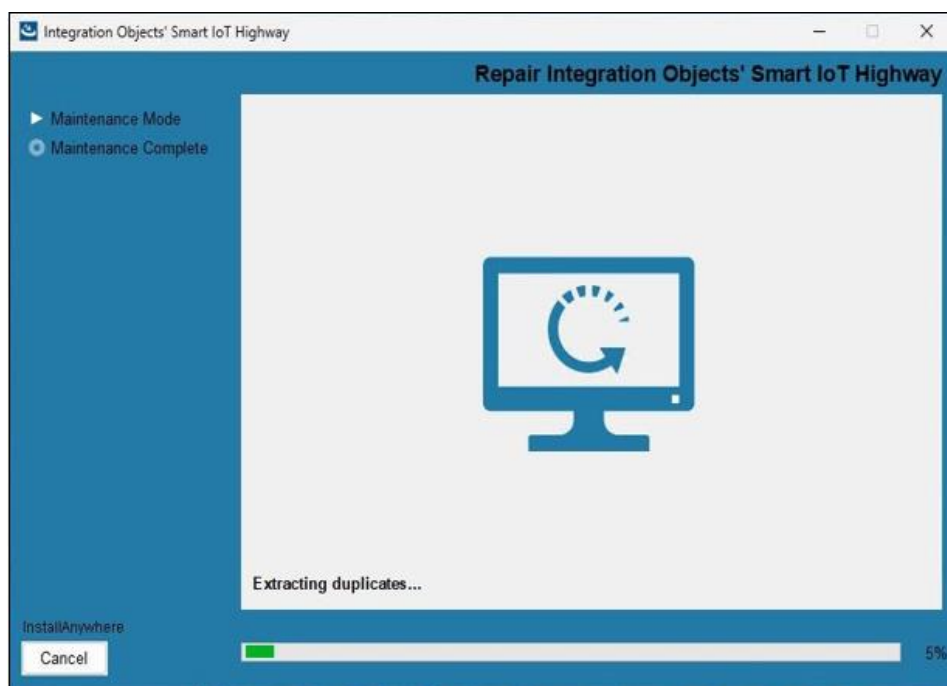 Integration Objects' Smart IoT Highway
Repair Integration Objects' Smart IoT Highway
Maintenance Mode
Maintenance Complete
Extracting duplicates...
InstallAnywhere
Cancel
5%